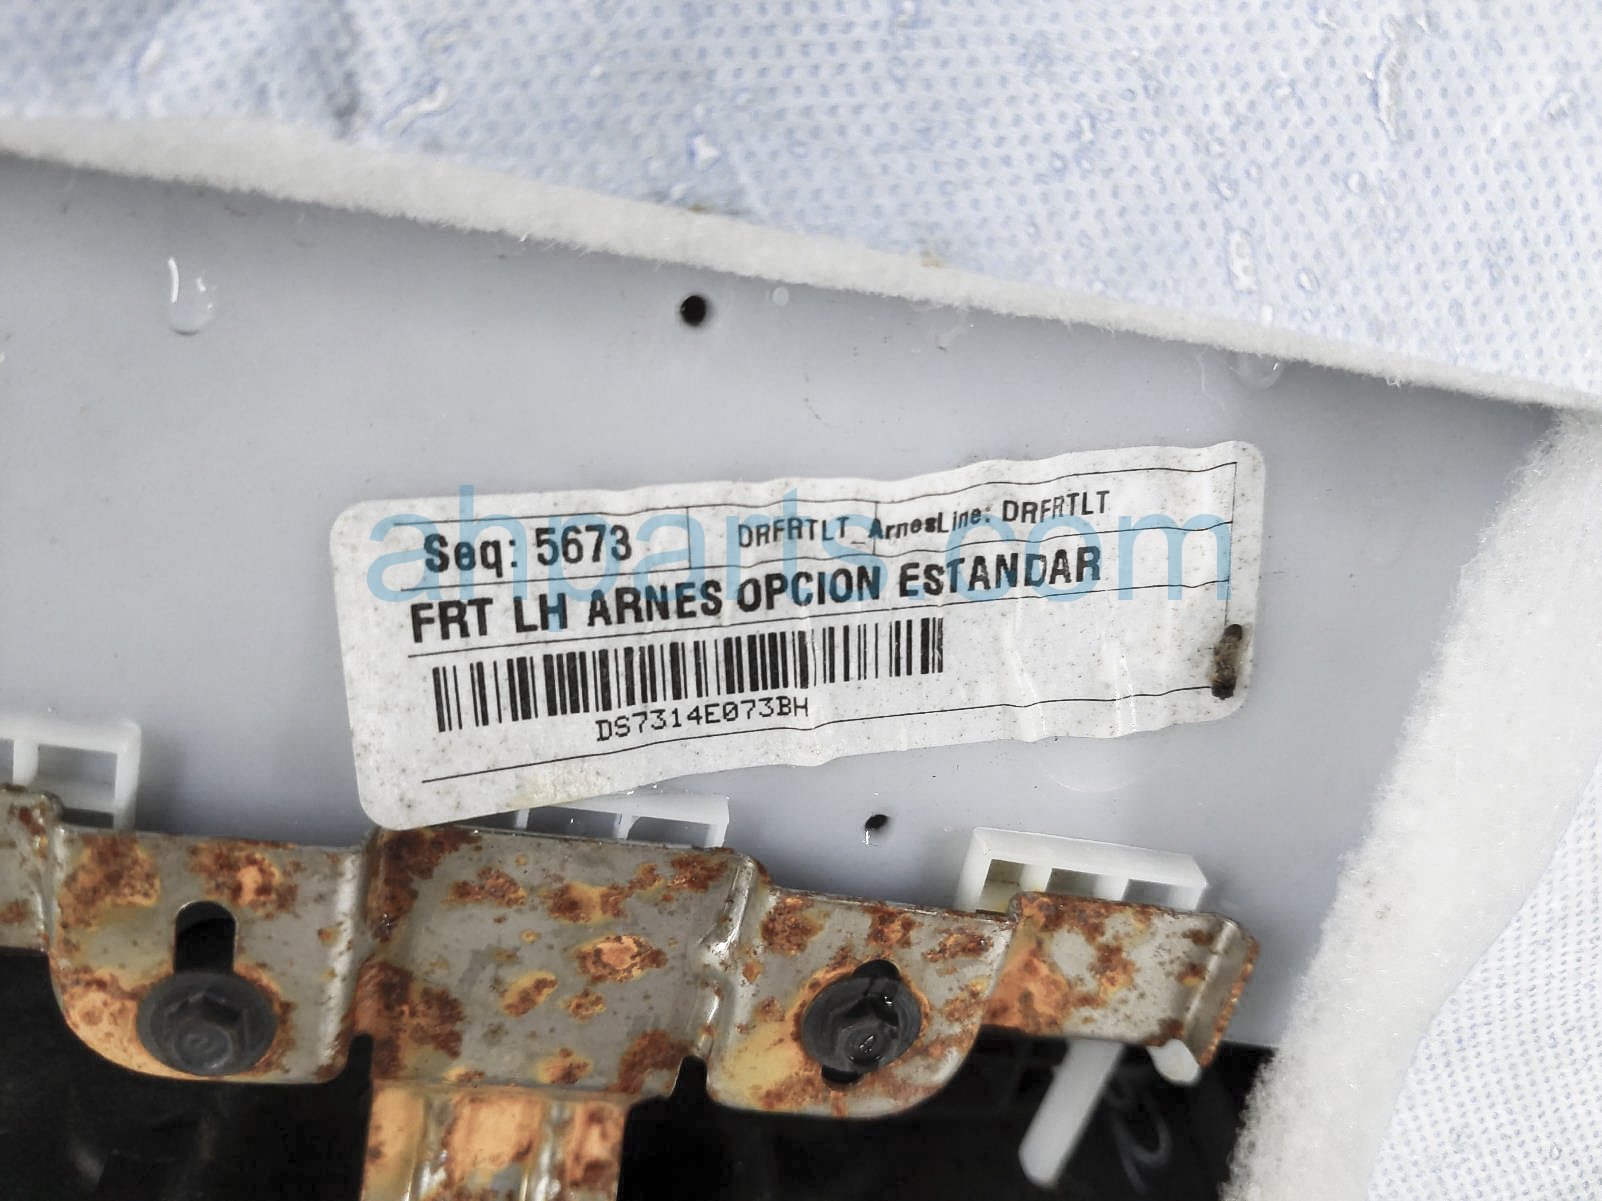 Seq: 5673
DRFRTLT_ArnesLine: DRFRTLT
FRT LH ARNES OPCION ESTANDAR
DS7314E073BH
ahparts.com